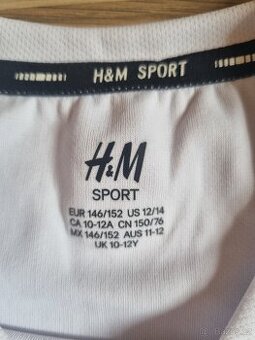 H&M SPORT
H&M
SPORT
EUR 146/152 US 12/14
CA 10-12A CN 150/76
MX 146/152 AUS 11-12
UK 10-12Y